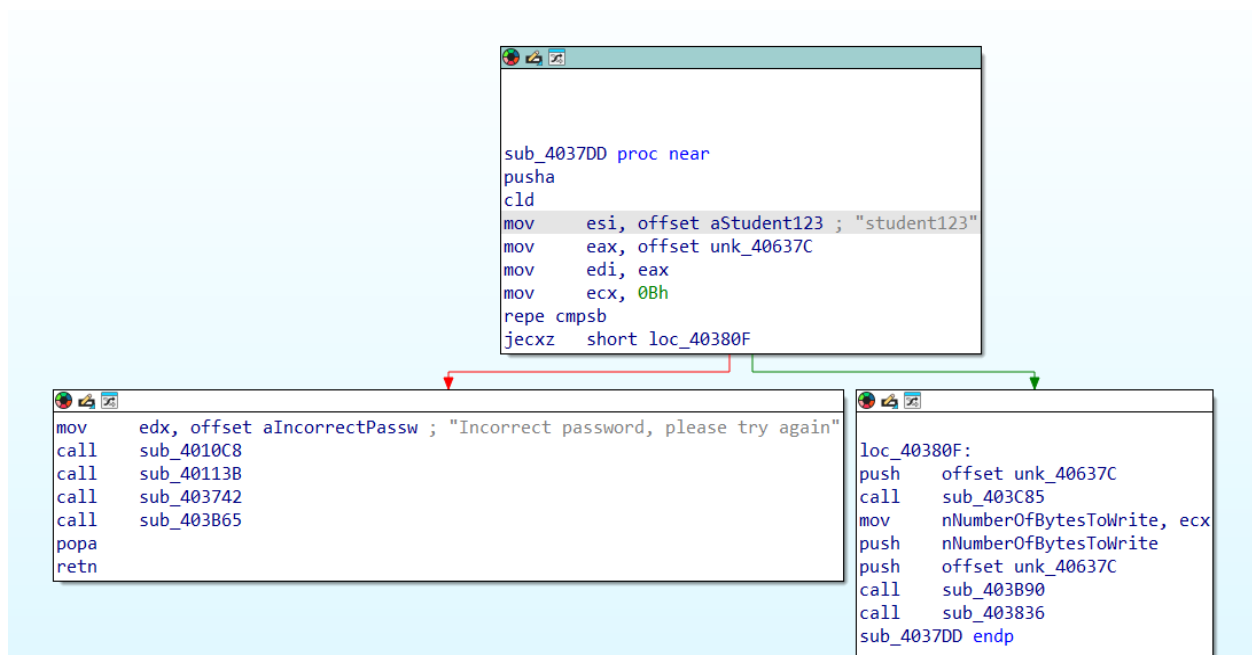 sub_4037DD proc near
pusha
cld
mov esi, offset aStudent123 ; "student123"
mov eax, offset unk_40637C
mov edi, eax
mov ecx, 0Bh
repe cmpsb
jecxz short loc_40380F
mov edx, offset aIncorrectPassw ; "Incorrect password, please try again"
call sub_4010C8
call sub_40113B
call sub_403742
call sub_403B65
popa
retn
loc_40380F:
push offset unk_40637C
call sub_403C85
mov nNumberOfBytesToWrite, ecx
push nNumberOfBytesToWrite
push offset unk_40637C
call sub_403B90
call sub_403836
sub_4037DD endp